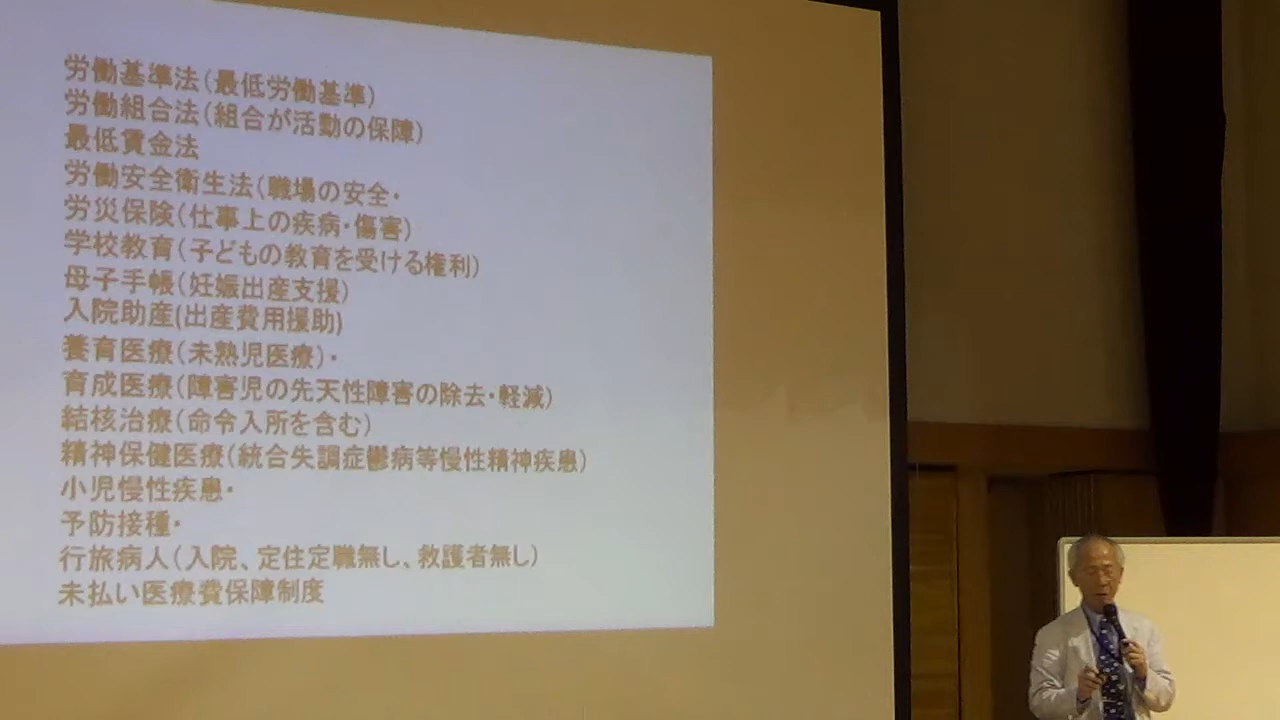 労働基準法(最低労働基準)
労働組合法(組合が活動の保障)
最低賃金法
労働安全衛生法(職場の安全・
労災保険(仕事上の疾病・傷害)
学校教育(子どもの教育を受ける権利)
母子手帳(妊娠出産支援)
入院助産(出産費用援助)
養育医療(未熟児医療)・
育成医療(障害児の先天性障害の除去・軽減)
結核治療(命令入所を含む)
精神保健医療(統合失調症鬱病等慢性精神疾患)
小児慢性疾患・
予防接種・
行旅病人(入院、定住定職無し、救護者無し)
未払い医療費保障制度